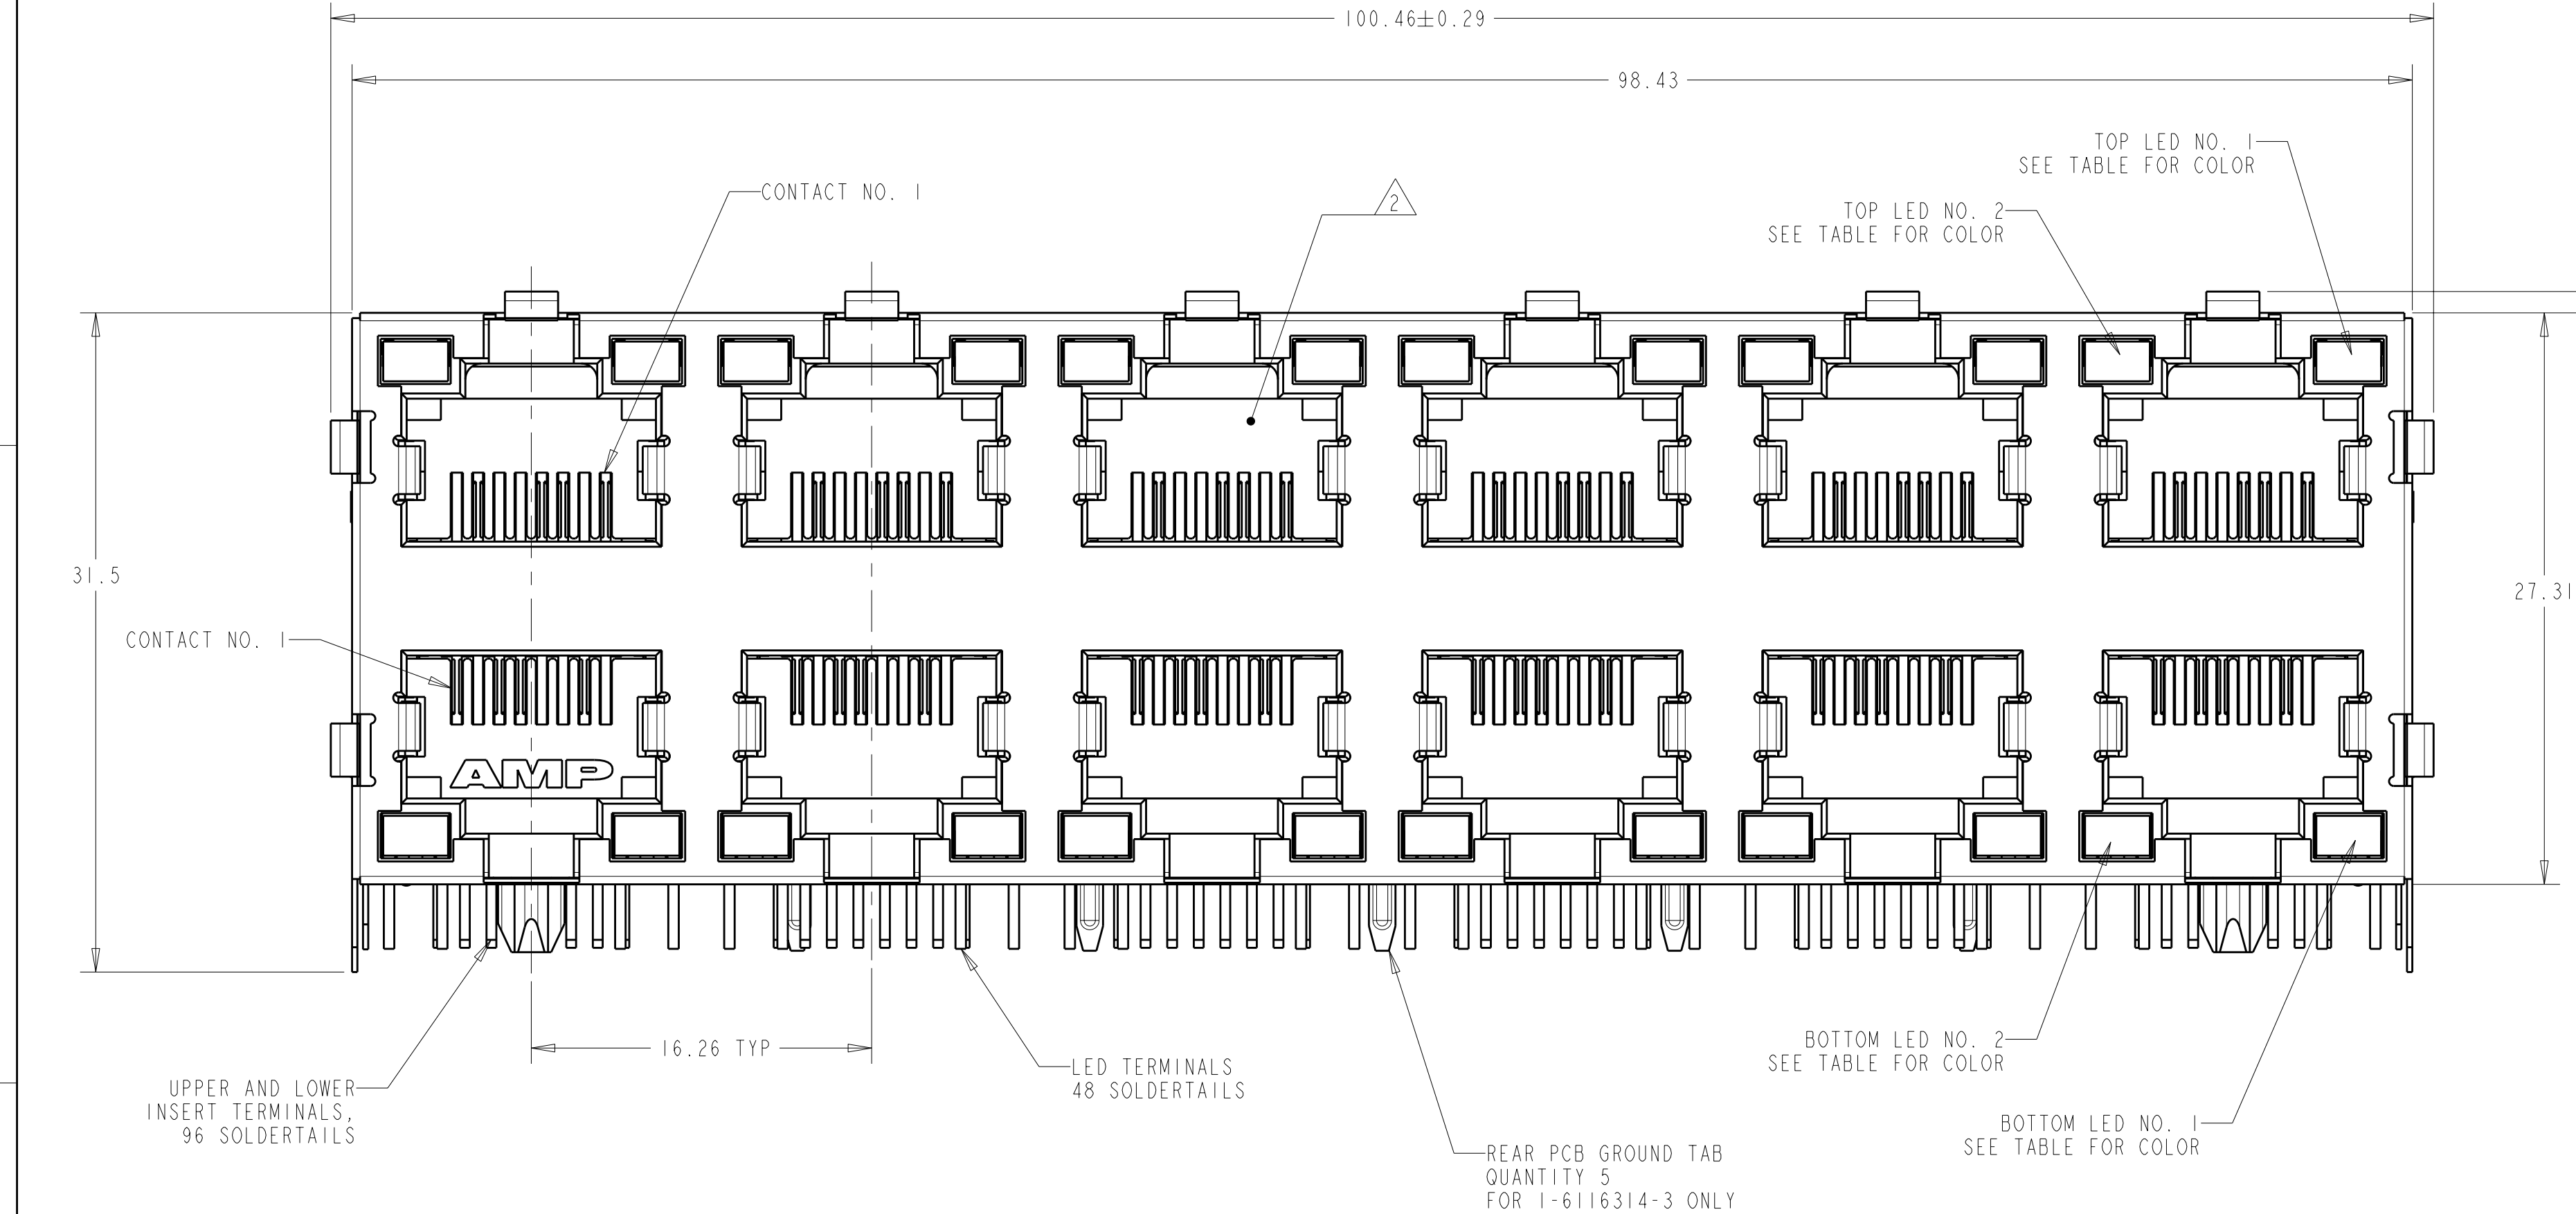 100.46±0.29
98.43
TOP LED NO. 1
SEE TABLE FOR COLOR
CONTACT NO. 1
2
TOP LED NO. 2
SEE TABLE FOR COLOR
31.5
27.31
CONTACT NO. 1
AMP
16.26 TYP
LED TERMINALS
48 SOLDERTAILS
BOTTOM LED NO. 2
SEE TABLE FOR COLOR
UPPER AND LOWER
INSERT TERMINALS,
96 SOLDERTAILS
BOTTOM LED NO. 1
SEE TABLE FOR COLOR
REAR PCB GROUND TAB
QUANTITY 5
FOR 1-6116314-3 ONLY